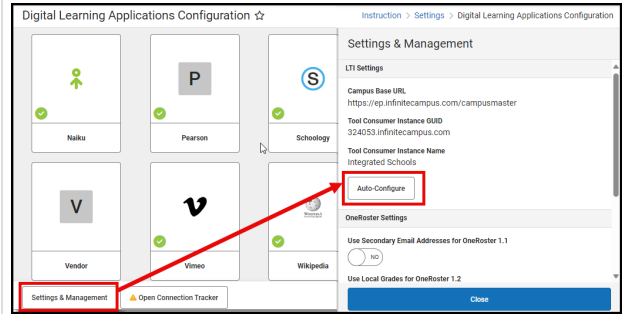 Digital Learning Applications Configuration
Instruction > Settings > Digital Learning Applications Configuration
P
S
Naiku
Pearson
Schoology
V
Vendor
Vimeo
Wikipedia
Settings & Management
Open Connection Tracker
Settings & Management
LTI Settings
Campus Base URL
https://ep.infinitecampus.com/campusmaster
Tool Consumer Instance GUID
324053.infinitecampus.com
Tool Consumer Instance Name
Integrated Schools
Auto-Configure
OneRoster Settings
Use Secondary Email Addresses for OneRoster 1.1
NO
Use Local Grades for OneRoster 1.2
Close